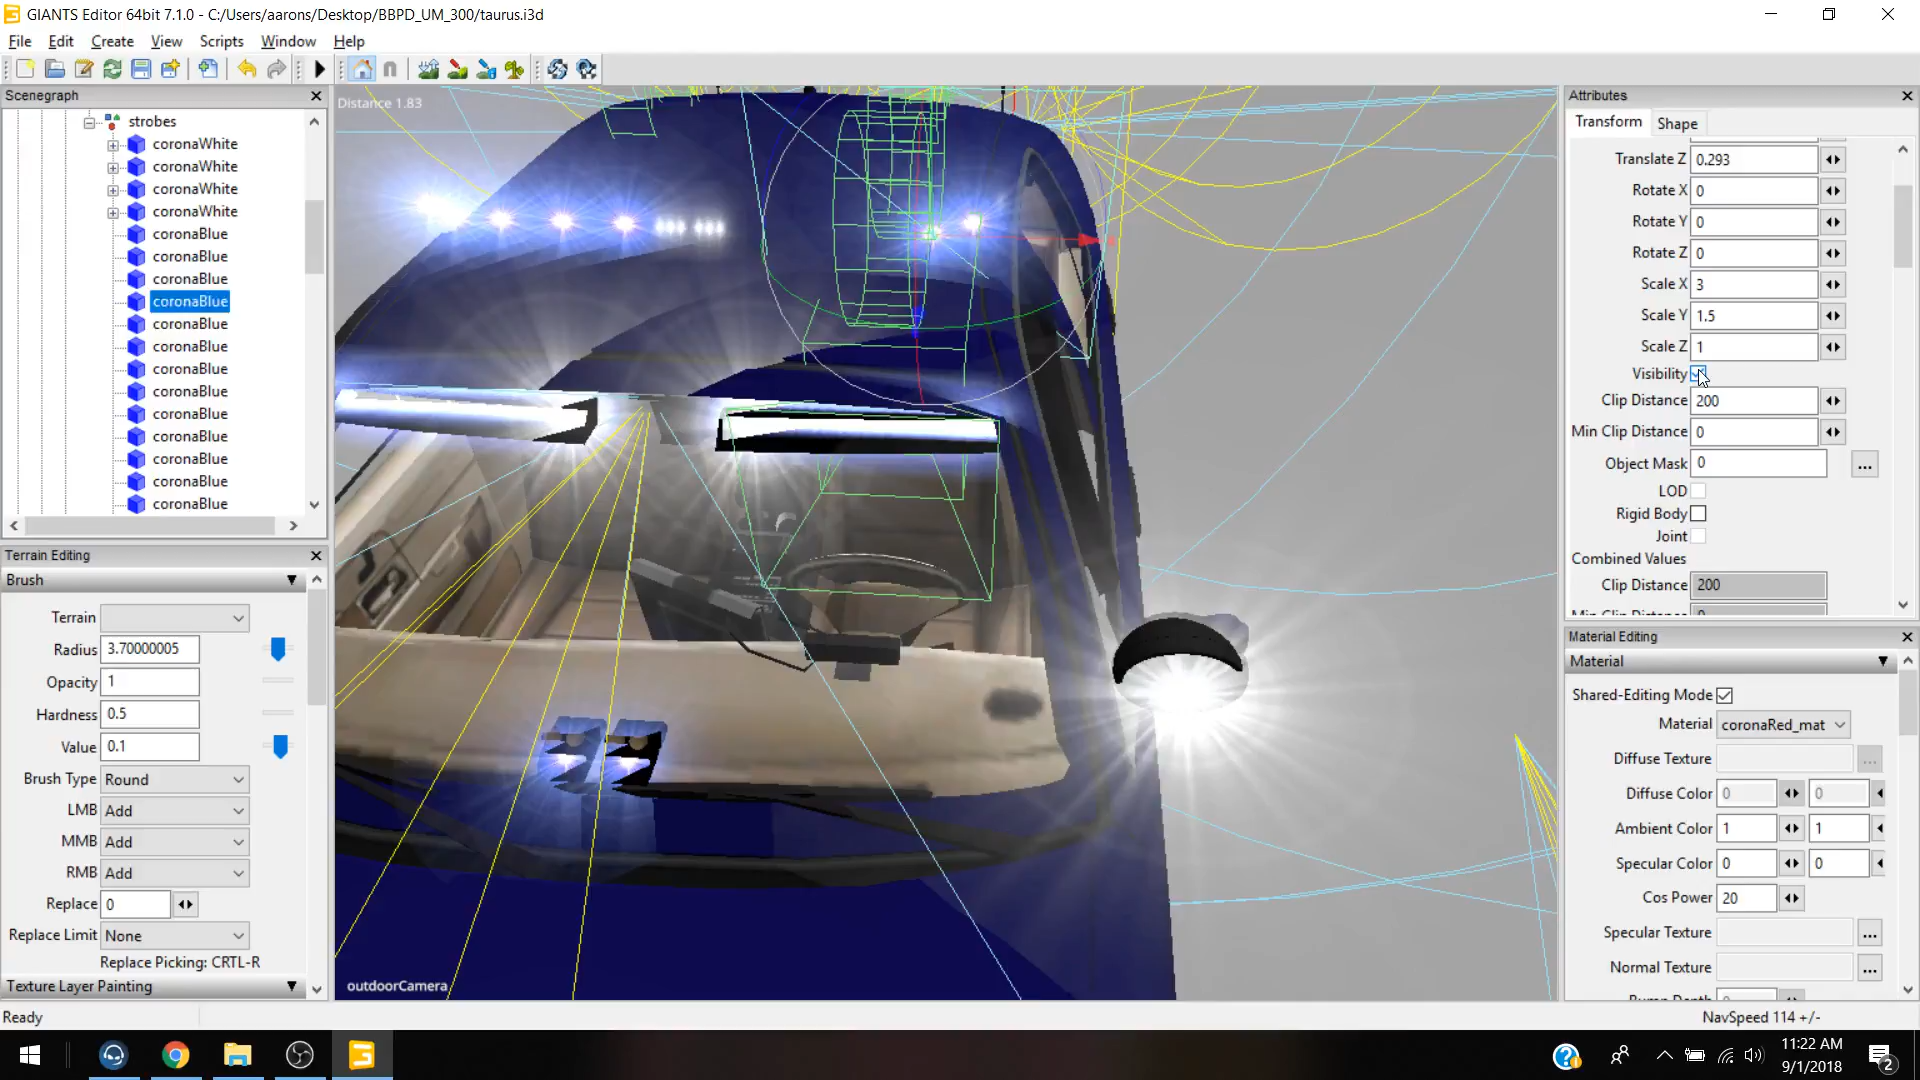 GIANTS Editor 64bit 7.1.0 - C:/Users/aarons/Desktop/BBPD_UM_300/taurus.i3d
File Edit Create View Scripts Window Help
Scenegraph
strobes
coronaWhite
coronaWhite
coronaWhite
coronaWhite
coronaBlue
coronaBlue
coronaBlue
coronaBlue
coronaBlue
coronaBlue
coronaBlue
coronaBlue
coronaBlue
coronaBlue
coronaBlue
coronaBlue
coronaBlue
Terrain Editing
Brush
Terrain
Radius 3.70000005
Opacity 1
Hardness 0.5
Value 0.1
Brush Type Round
LMB Add
MMB Add
RMB Add
Replace 0
Replace Limit None
Replace Picking: CRTL-R
Texture Layer Painting
Distance 1.83
outdoorCamera
Attributes
Transform Shape
Translate Z 0.293
Rotate X 0
Rotate Y 0
Rotate Z 0
Scale X 3
Scale Y 1.5
Scale Z 1
Visibility
Clip Distance 200
Min Clip Distance 0
Object Mask 0 ...
LOD
Rigid Body
Joint
Combined Values
Clip Distance 200
Min Clip Distance 0
Material Editing
Material
Shared-Editing Mode
Material coronaRed_mat
Diffuse Texture ...
Diffuse Color 0 0
Ambient Color 1 1
Specular Color 0 0
Cos Power 20
Specular Texture ...
Normal Texture ...
Bump Depth
Ready
NavSpeed 114 +/-
11:22 AM
9/1/2018
2